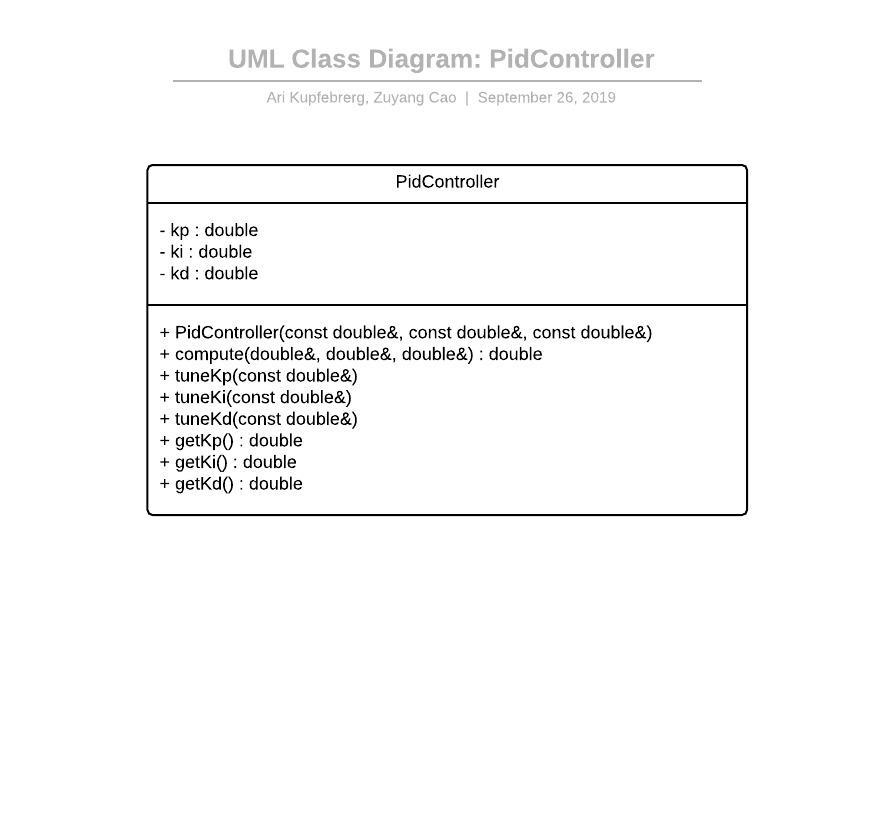 UML Class Diagram: PidController
Ari Kupfebrerg, Zuyang Cao | September 26, 2019
PidController
- kp : double
- ki : double
- kd : double
+ PidController(const double&, const double&, const double&)
+ compute(double&, double&, double&) : double
+ tuneKp(const double&)
+ tuneKi(const double&)
+ tuneKd(const double&)
+ getKp() : double
+ getKi() : double
+ getKd() : double